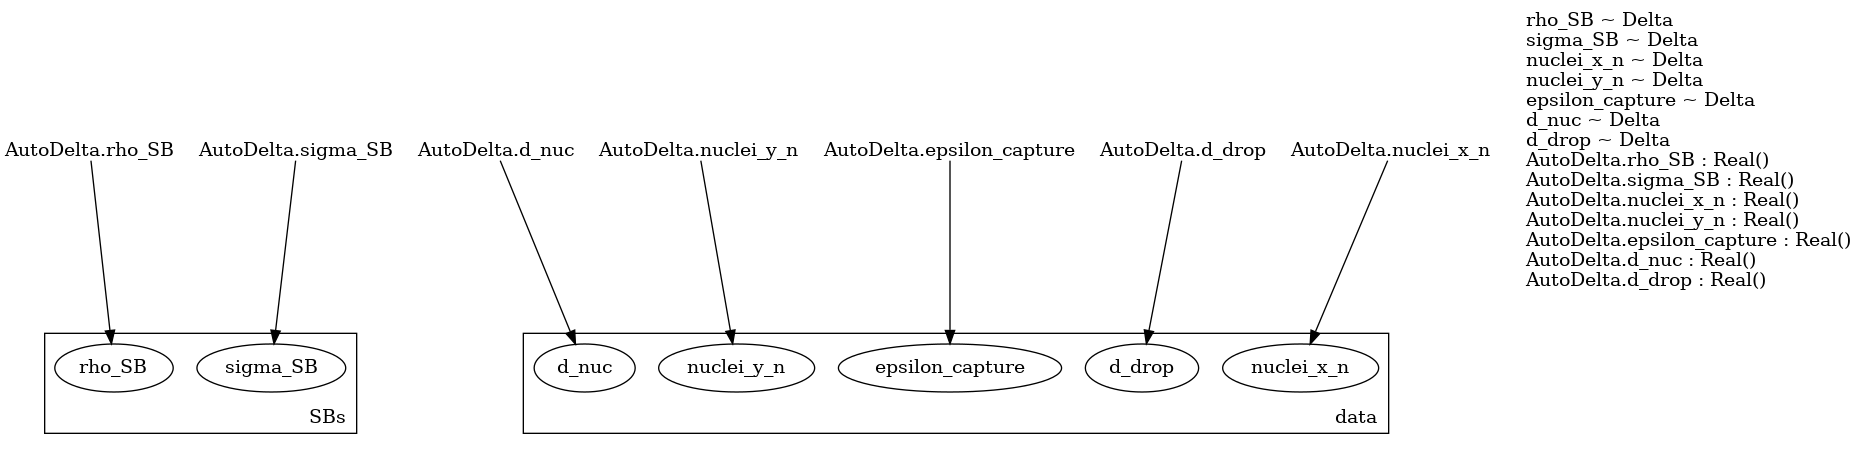 AutoDelta.rho_SB
AutoDelta.sigma_SB
AutoDelta.d_nuc
AutoDelta.nuclei_y_n
AutoDelta.epsilon_capture
AutoDelta.d_drop
AutoDelta.nuclei_x_n
rho_SB
sigma_SB
SBs
d_nuc
nuclei_y_n
epsilon_capture
d_drop
nuclei_x_n
data
rho_SB ~ Delta
sigma_SB ~ Delta
nuclei_x_n ~ Delta
nuclei_y_n ~ Delta
epsilon_capture ~ Delta
d_nuc ~ Delta
d_drop ~ Delta
AutoDelta.rho_SB : Real()
AutoDelta.sigma_SB : Real()
AutoDelta.nuclei_x_n : Real()
AutoDelta.nuclei_y_n : Real()
AutoDelta.epsilon_capture : Real()
AutoDelta.d_nuc : Real()
AutoDelta.d_drop : Real()